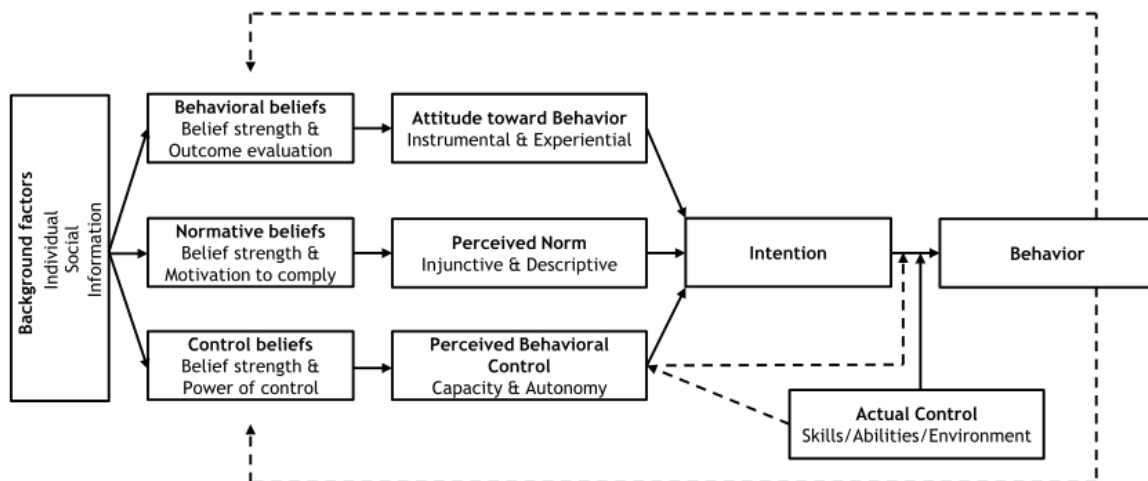 Background factors
Individual
Social
Information
Behavioral beliefs
Belief strength &
Outcome evaluation
Attitude toward Behavior
Instrumental & Experiential
Normative beliefs
Belief strength &
Motivation to comply
Perceived Norm
Injunctive & Descriptive
Intention
Behavior
Control beliefs
Belief strength &
Power of control
Perceived Behavioral
Control
Capacity & Autonomy
Actual Control
Skills/Abilities/Environment